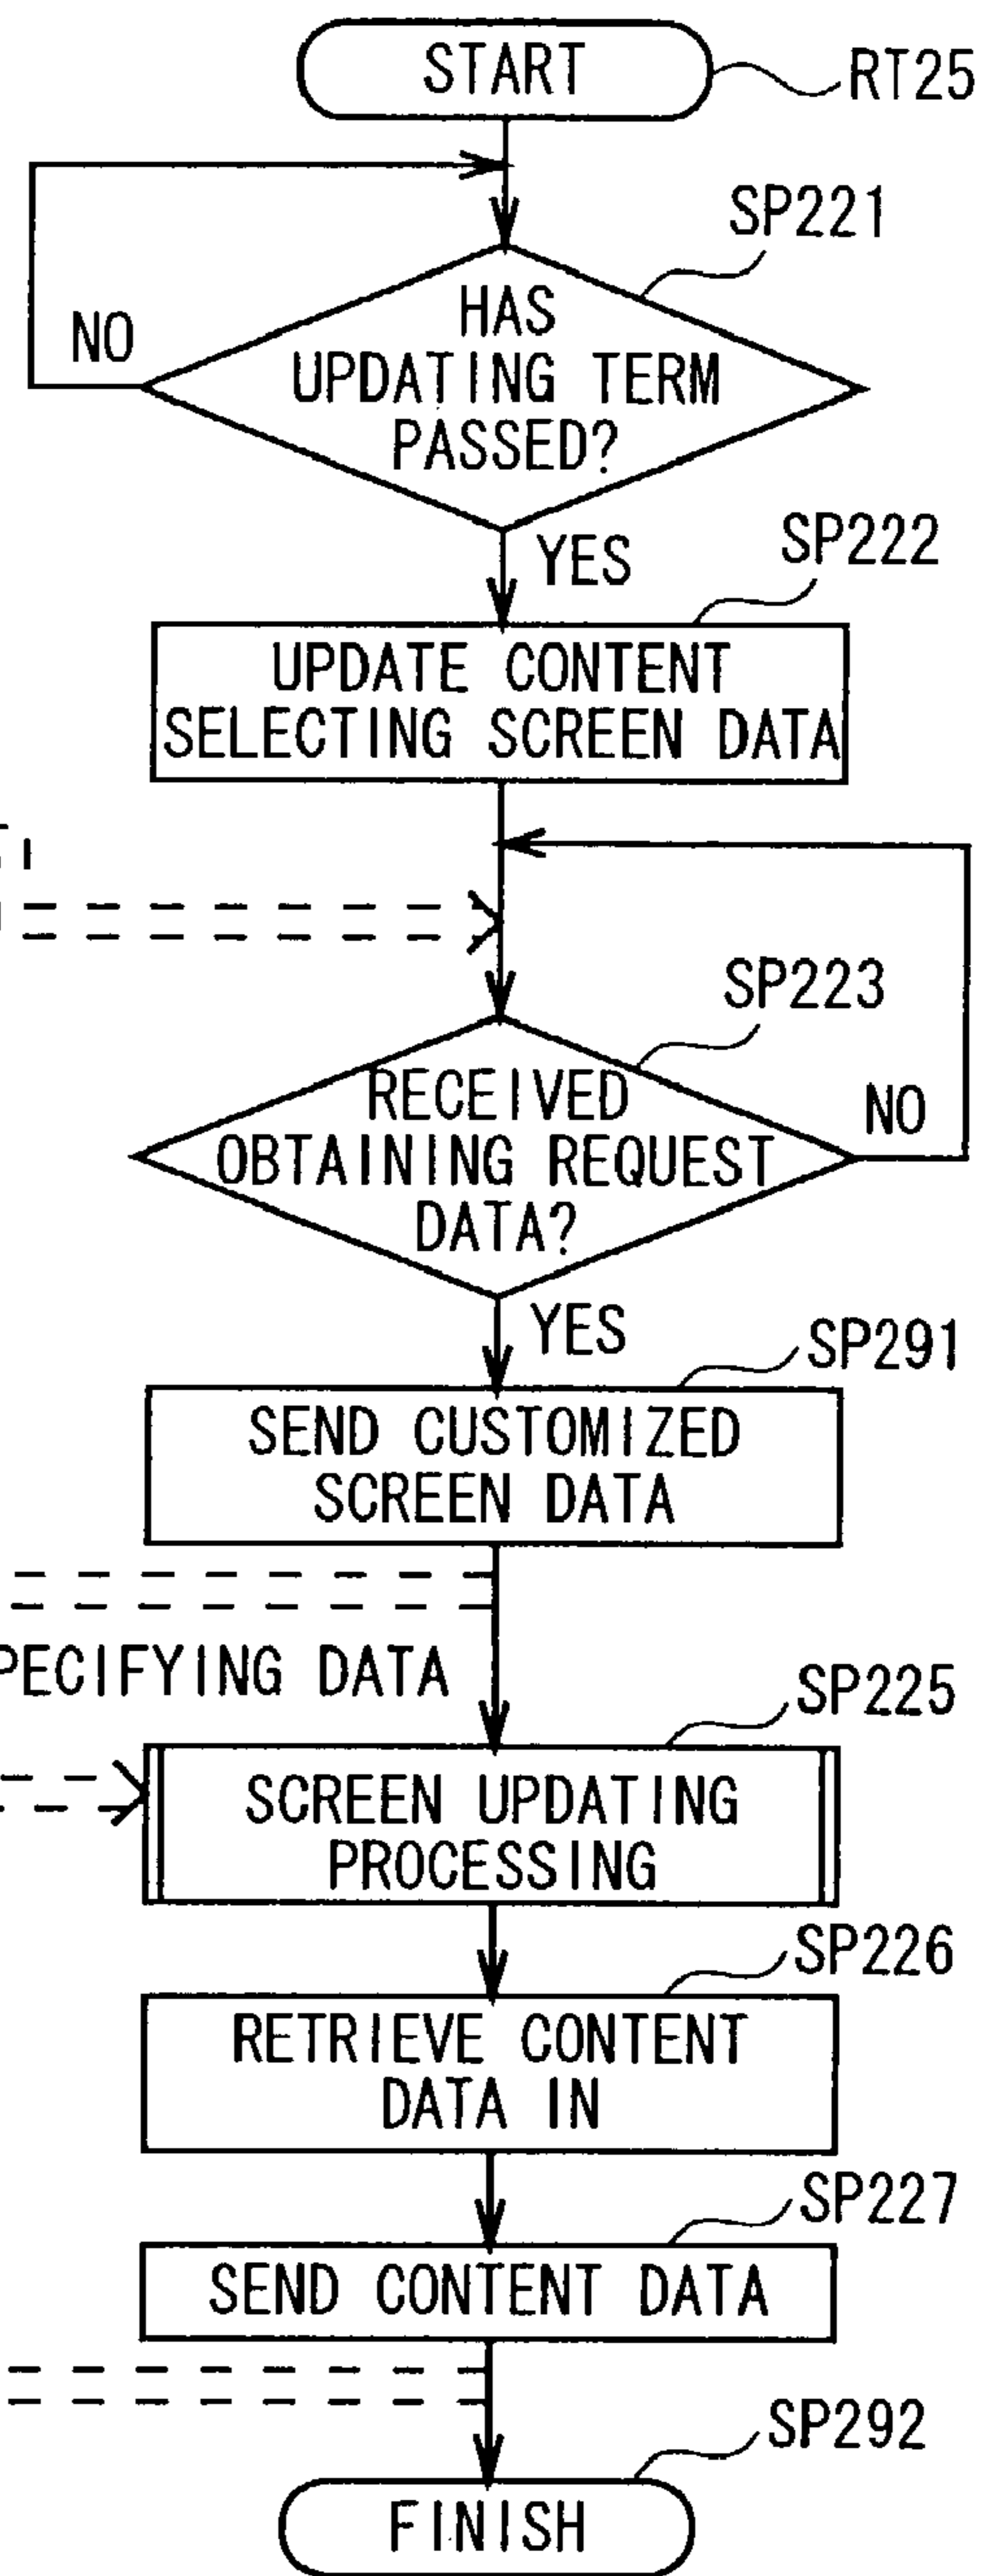 START
RT25
SP221
NO
HAS
UPDATING TERM
PASSED?
YES
SP222
UPDATE CONTENT
SELECTING SCREEN DATA
SP223
RECEIVED
OBTAINING REQUEST
DATA?
NO
YES
SP291
SEND CUSTOMIZED
SCREEN DATA
PECIFYING DATA
SP225
SCREEN UPDATING
PROCESSING
SP226
RETRIEVE CONTENT
DATA IN
SP227
SEND CONTENT DATA
SP292
FINISH